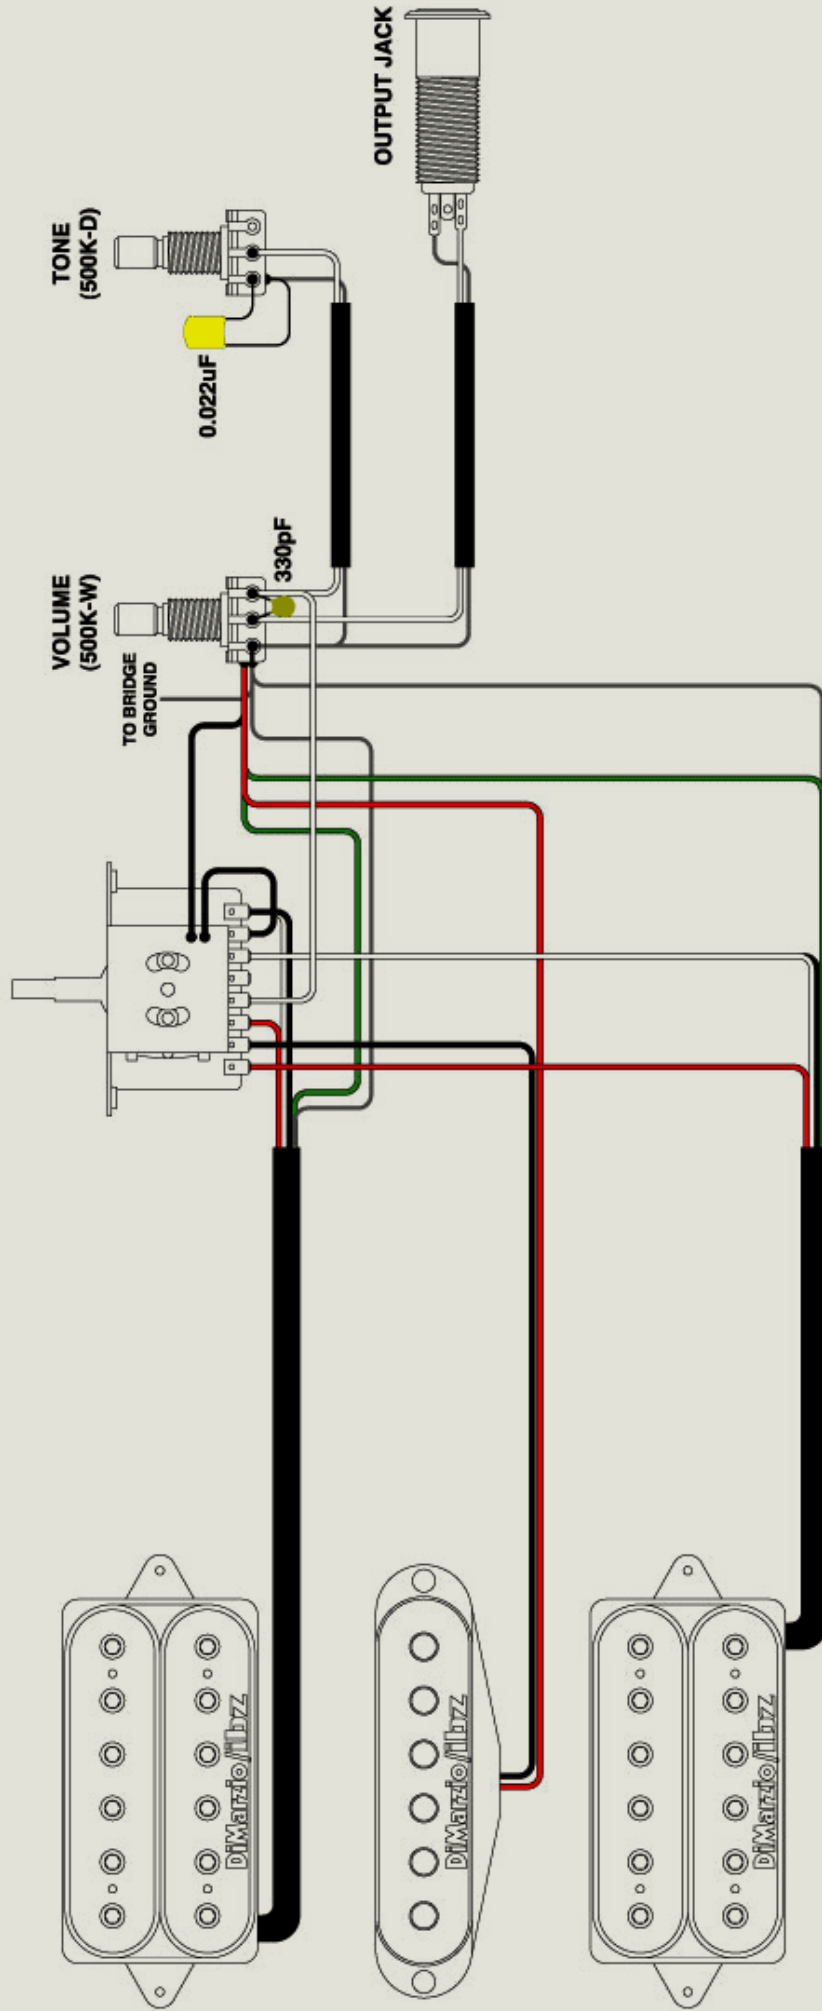 OUTPUT JACK
TONE
(500K-D)
0.022uF
VOLUME
(500K-W)
330pF
TO BRIDGE
GROUND
DiMarzio/ibz
DiMarzio/ibz
DiMarzio/ibz